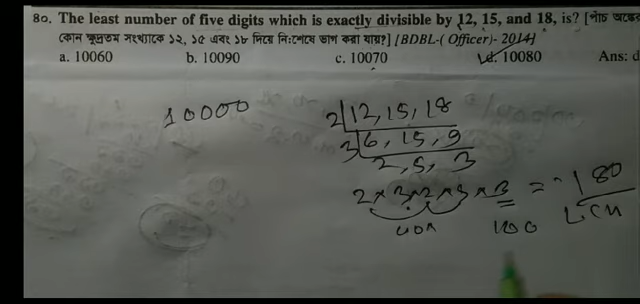 80. The least number of five digits which is exactly divisible by 12, 15, and 18, is? [পাঁচ অঙ্কের
কোন ক্ষুদ্রতম সংখ্যাকে ১২, ১৫ এবং ১৮ দিয়ে নিঃশেষে ভাগ করা যায়?] [BDBL-( Officer)- 2014]
a. 10060 b. 10090 c. 10070 d. 10080 Ans: d
10000
2 12, 15, 18
3 6, 15, 9
2, 5, 3
2 × 3 × 2 × 5 × 3 = 180
LCM